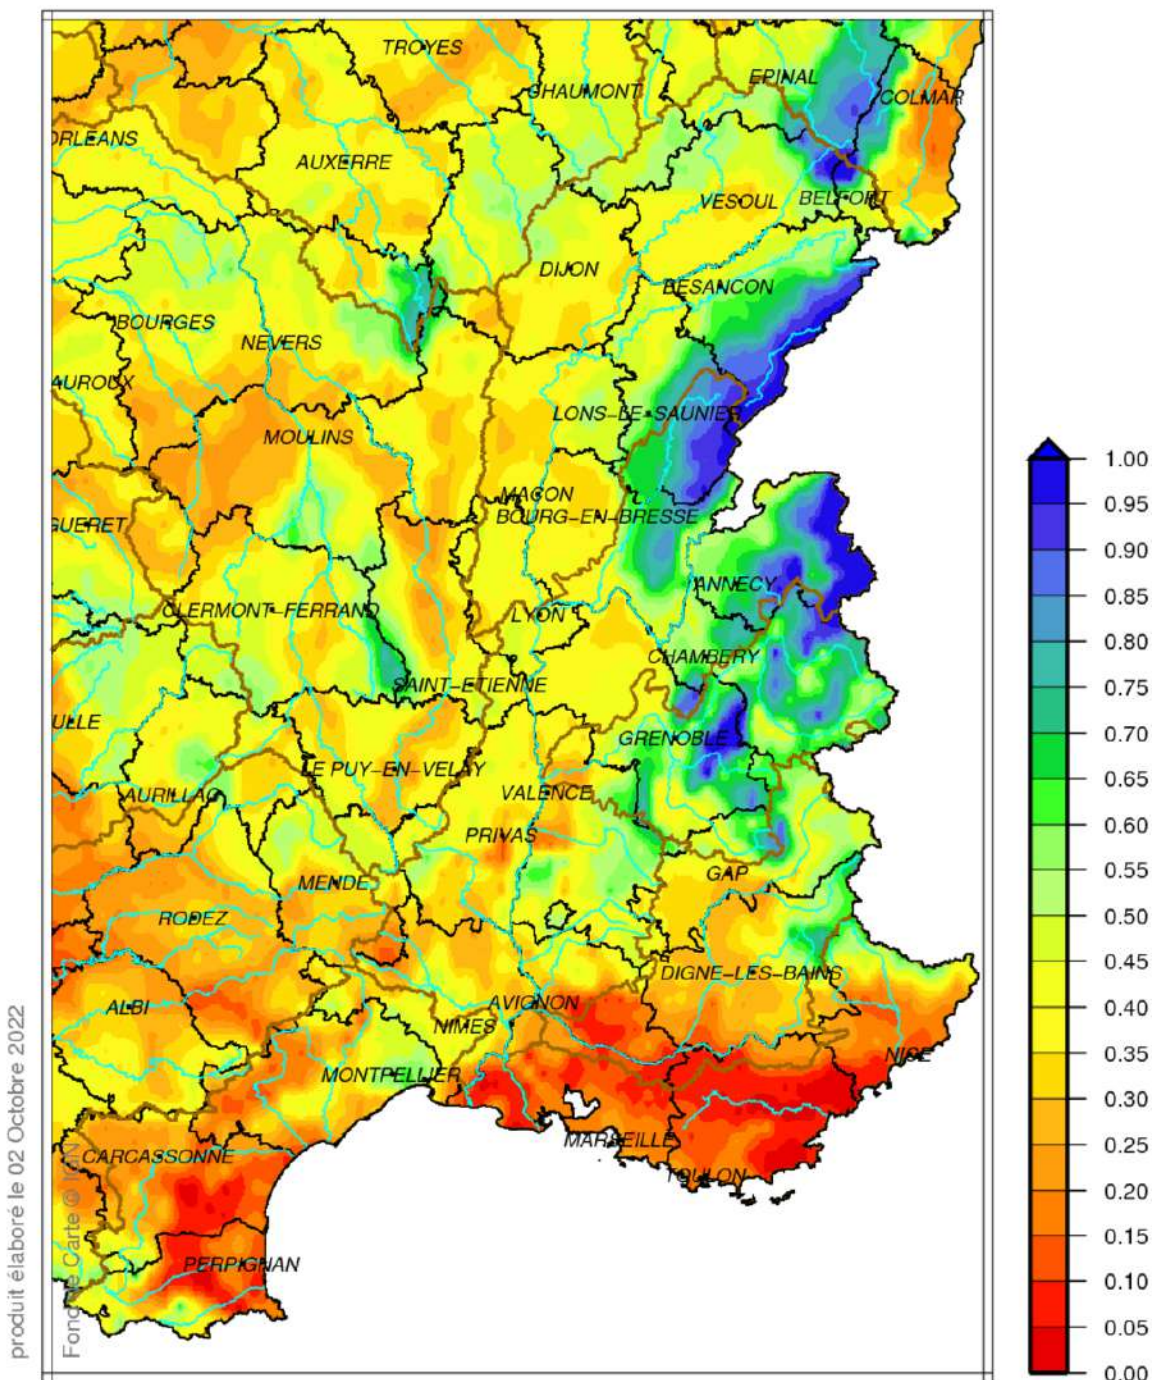 TROYES
CHAUMONT
EPINAL
COLMAR
ORLEANS
AUXERRE
VESOUL
BELFORT
DIJON
BESANCON
BOURGES
NEVERS
AUROUX
LONS-LE-SAUNIER
MOULINS
MACON
BOURG-EN-BRESSE
GUERET
ANNECY
CLERMONT-FERRAND
LYON
CHAMBERY
SAINT-ETIENNE
ULLE
GRENOBLE
LE PUY-EN-VELAY
AURILLAC
VALENCE
PRIVAS
GAP
MENDE
RODEZ
DIGNE-LES-BAINS
ALBI
AVIGNON
NIMES
NICE
MONTPELLIER
MARSEILLE
CARCASSONNE
TOULON
PERPIGNAN
produit élaboré le 02 Octobre 2022
Fond de Carte © IGN
1.00
0.95
0.90
0.85
0.80
0.75
0.70
0.65
0.60
0.55
0.50
0.45
0.40
0.35
0.30
0.25
0.20
0.15
0.10
0.05
0.00